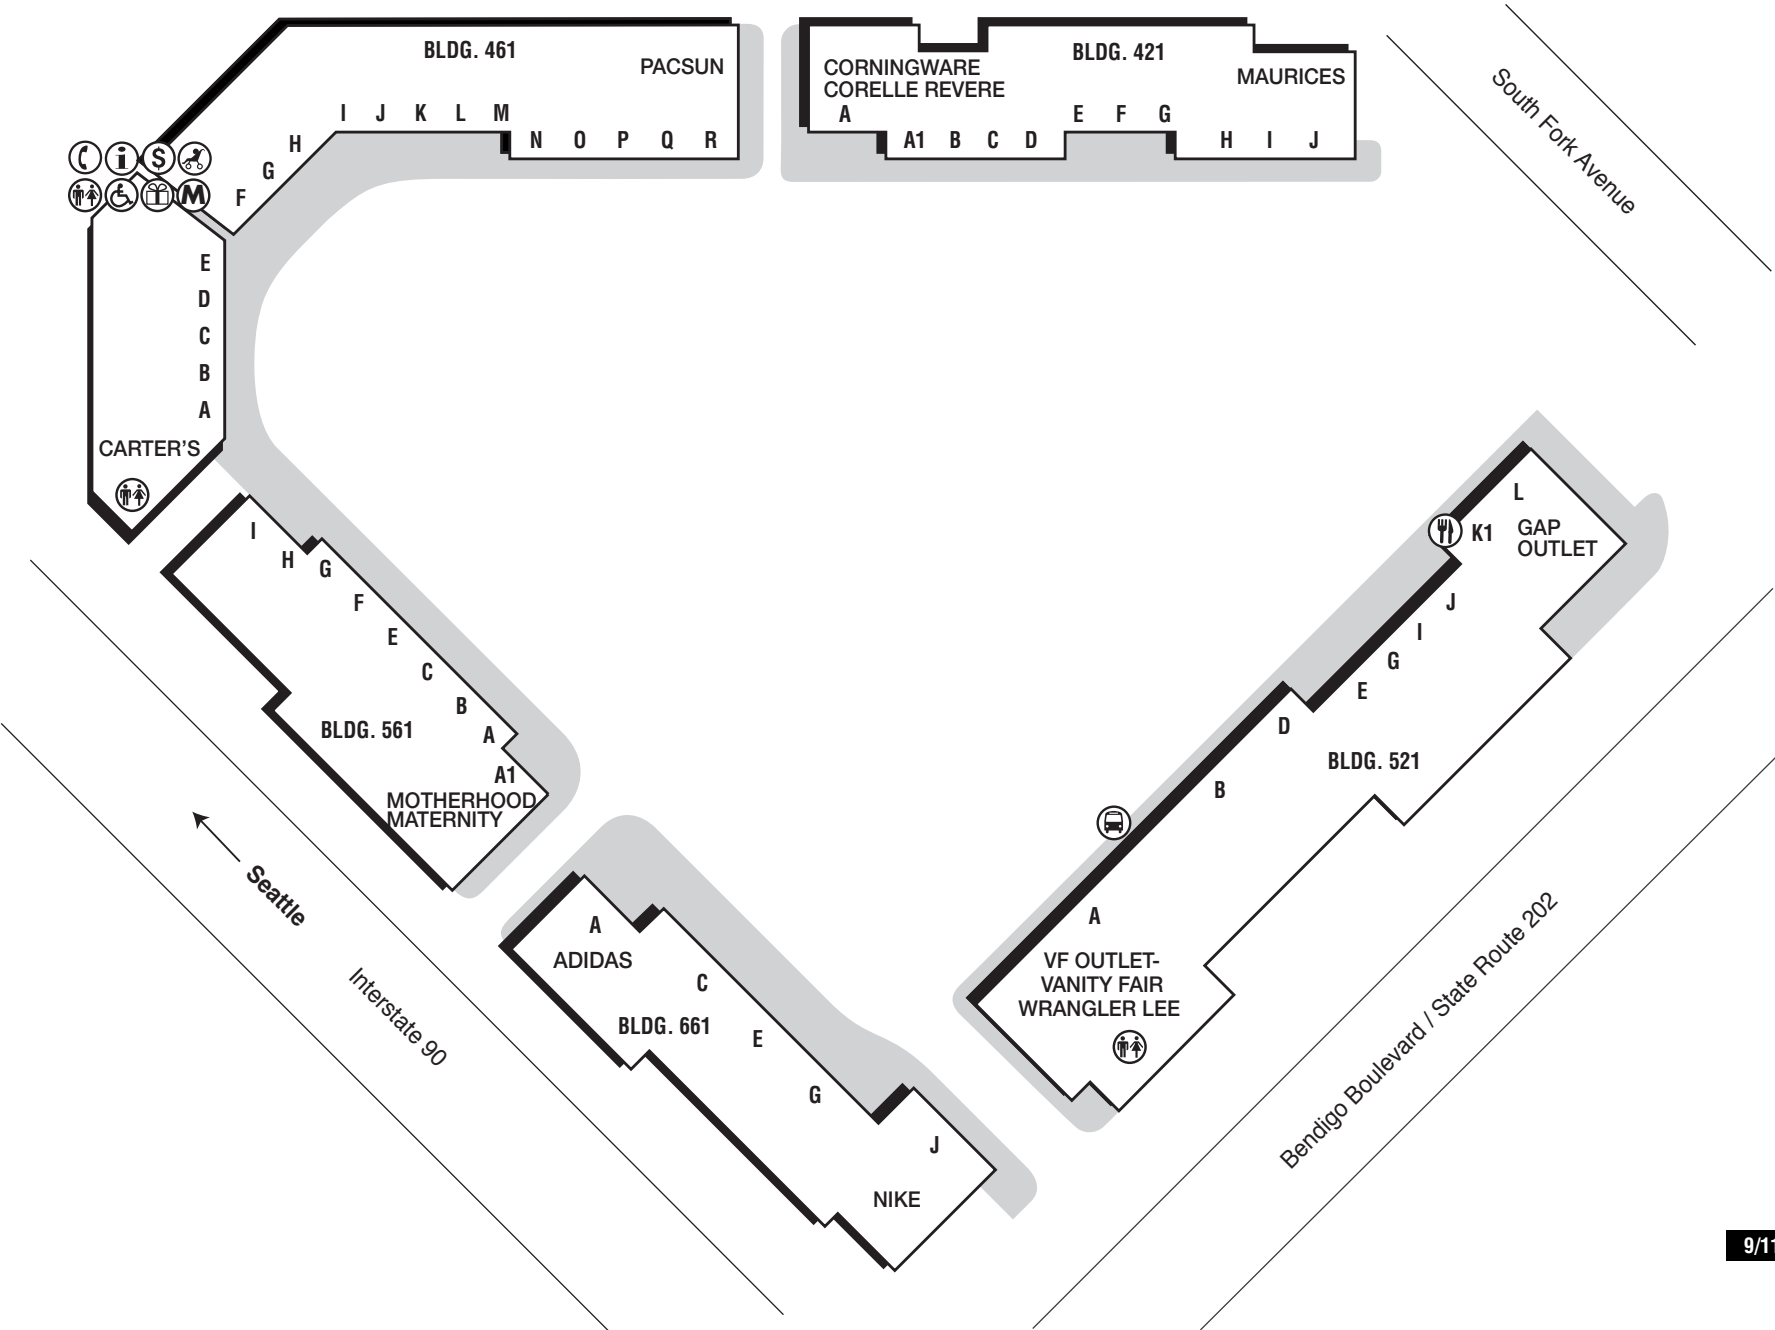 BLDG. 461
PACSUN
I J K L M
N O P Q R
H
G
F
E
D
C
B
A
CARTER'S
$
i
M
BLDG. 421
CORNINGWARE
CORELLE REVERE
MAURICES
A
A1 B C D
E F G
H I J
South Fork Avenue
I
H
G
F
E
C
B
A
A1
BLDG. 561
MOTHERHOOD
MATERNITY
Seattle
Interstate 90
A
ADIDAS
C
BLDG. 661
E
G
J
NIKE
L
K1
GAP
OUTLET
J
I
G
E
D
BLDG. 521
B
A
VF OUTLET-
VANITY FAIR
WRANGLER LEE
Bendigo Boulevard / State Route 202
9/11